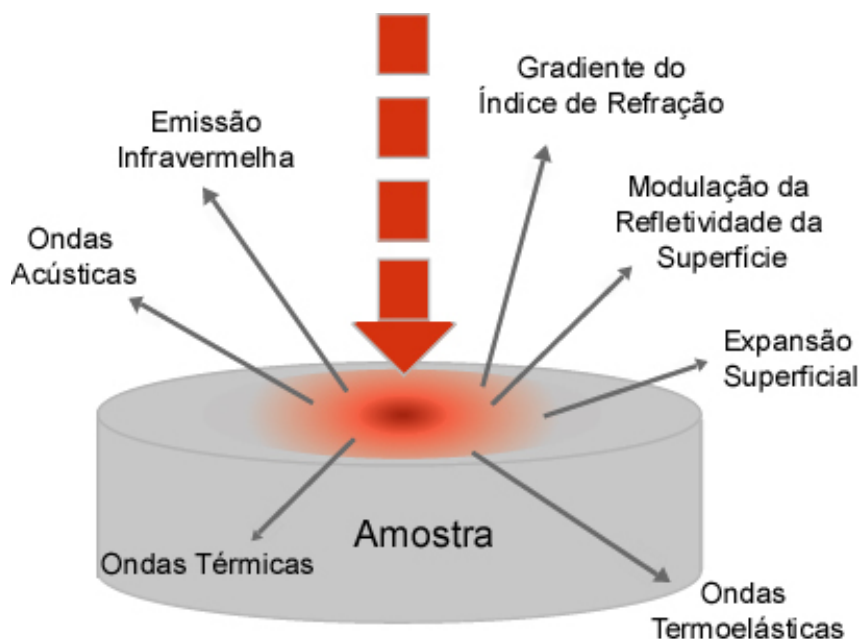 Gradiente do
Índice de Refração
Emissão
Infravermelha
Modulação da
Refletividade da
Superfície
Ondas
Acústicas
Expansão
Superficial
Amostra
Ondas Térmicas
Ondas
Termoelásticas